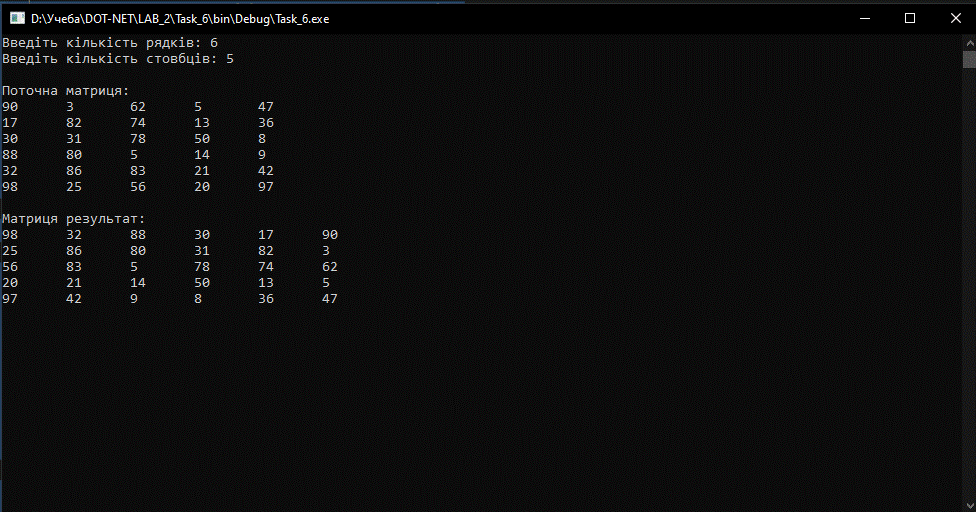 D:\Учеба\DOT-NET\LAB_2\Task_6\bin\Debug\Task_6.exe
Введіть кількість рядків: 6
Введіть кількість стовбців: 5
Поточна матриця:
90 3 62 5 47
17 82 74 13 36
30 31 78 50 8
88 80 5 14 9
32 86 83 21 42
98 25 56 20 97
Матриця результат:
98 32 88 30 17 90
25 86 80 31 82 3
56 83 5 78 74 62
20 21 14 50 13 5
97 42 9 8 36 47